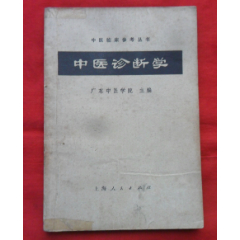 中医临床参考丛书
中医诊断学
广东中医学院 主编
上海人民出版社